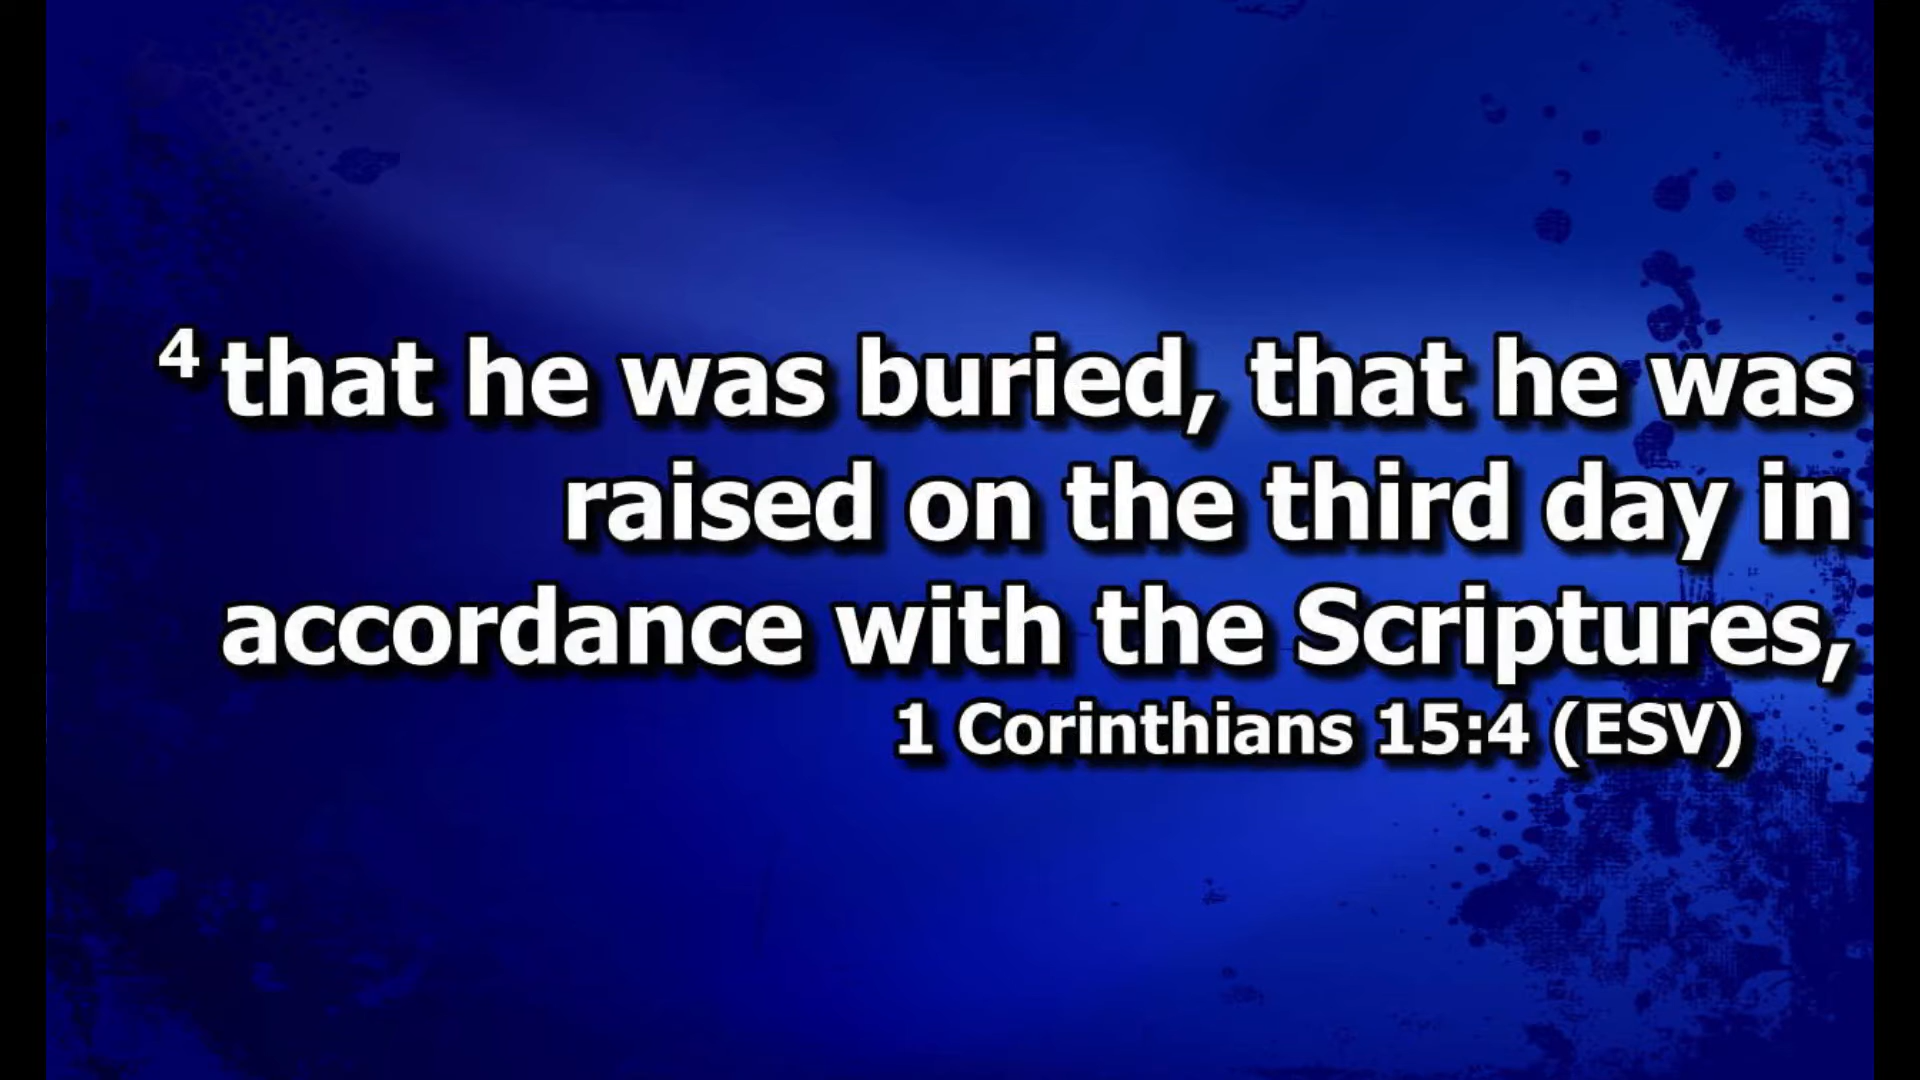 4 that he was buried, that he was
raised on the third day in
accordance with the Scriptures,
1 Corinthians 15:4 (ESV)